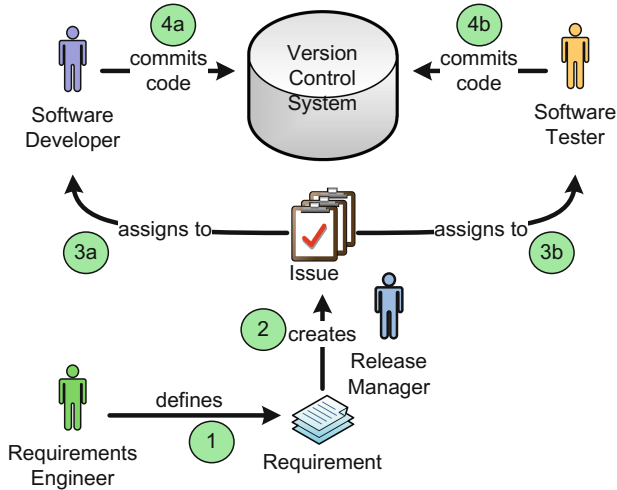 4a
commits
code
Version
Control
System
4b
commits
code
Software
Developer
Software
Tester
3a
assigns to
Issue
assigns to
3b
2
creates
Release
Manager
defines
1
Requirements
Engineer
Requirement